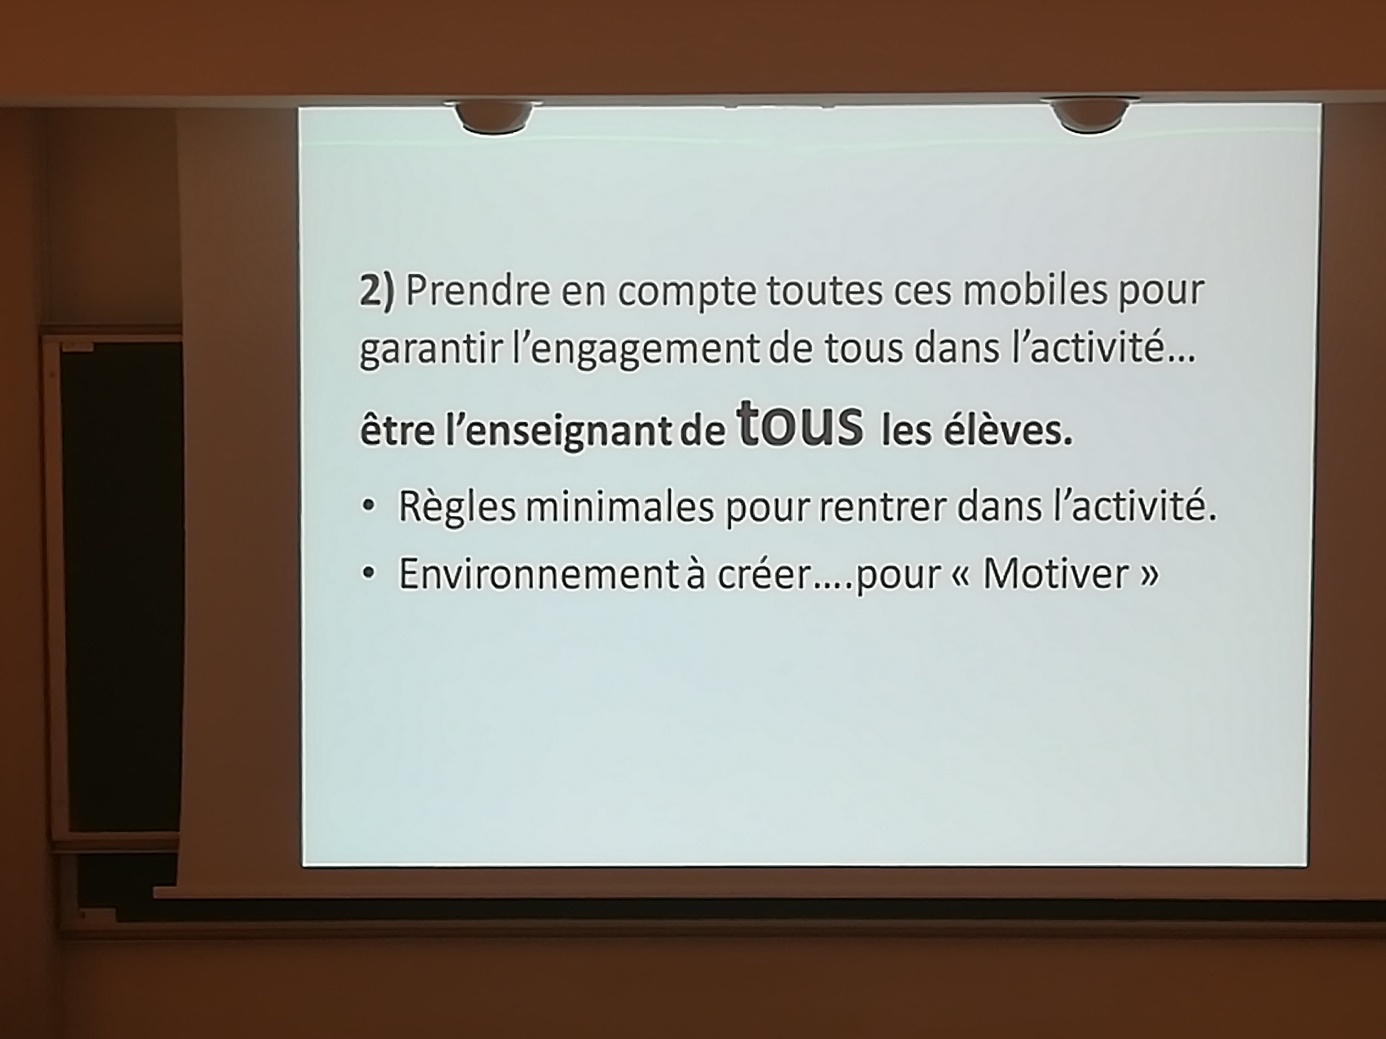 2) Prendre en compte toutes ces mobiles pour
garantir l’engagement de tous dans l’activité...
être l’enseignant de tous les élèves.
• Règles minimales pour rentrer dans l’activité.
• Environnement à créer....pour « Motiver »